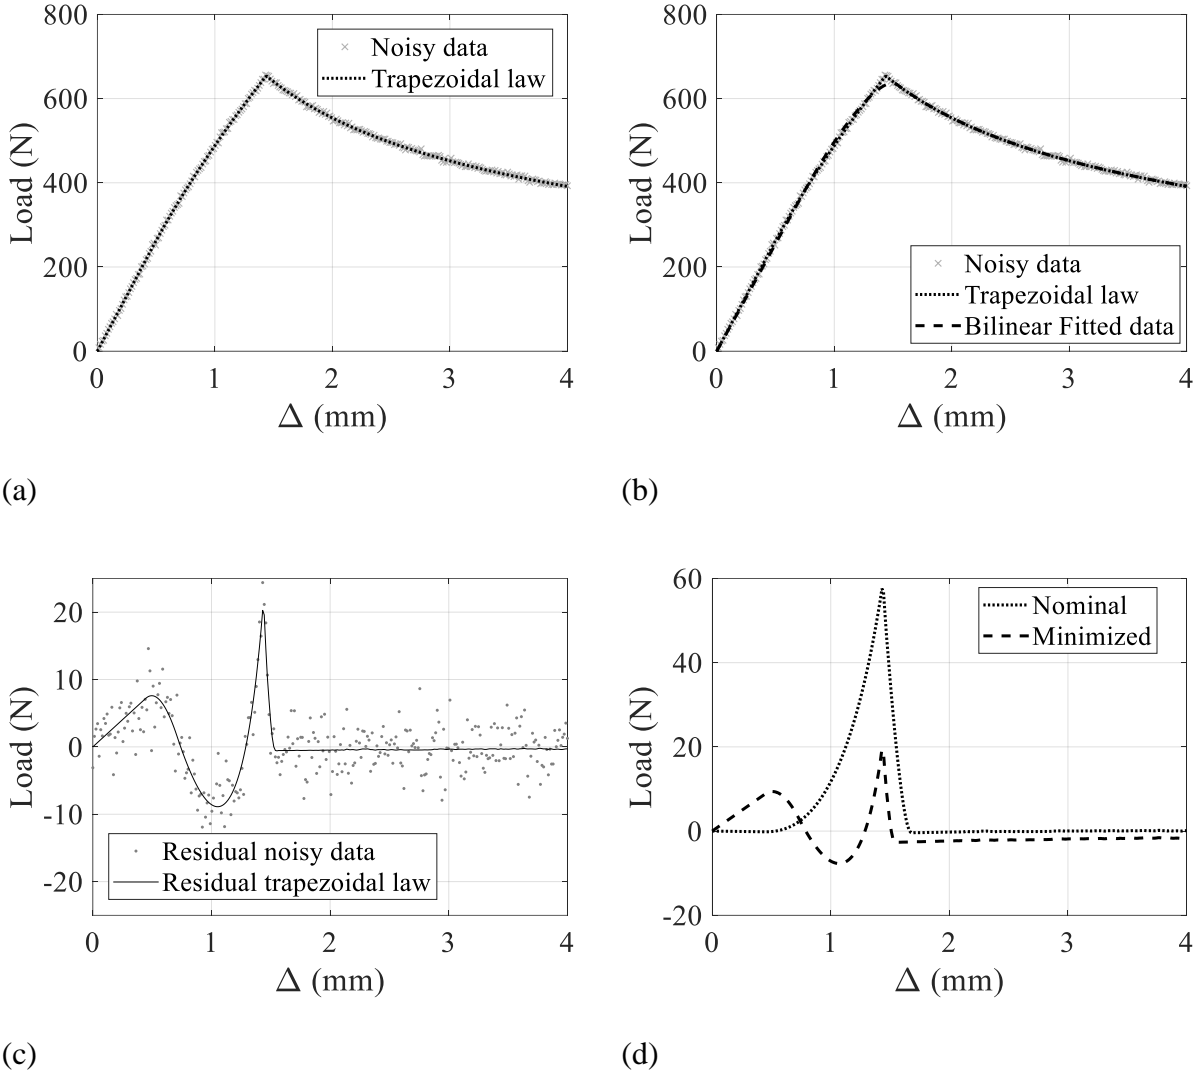 800
600
400
200
0
Load (N)
0 1 2 3 4
Δ (mm)
Noisy data
Trapezoidal law
(a)
800
600
400
200
0
Load (N)
0 1 2 3 4
Δ (mm)
Noisy data
Trapezoidal law
Bilinear Fitted data
(b)
20
10
0
-10
-20
Load (N)
0 1 2 3 4
Δ (mm)
Residual noisy data
Residual trapezoidal law
(c)
60
40
20
0
-20
Load (N)
0 1 2 3 4
Δ (mm)
Nominal
Minimized
(d)